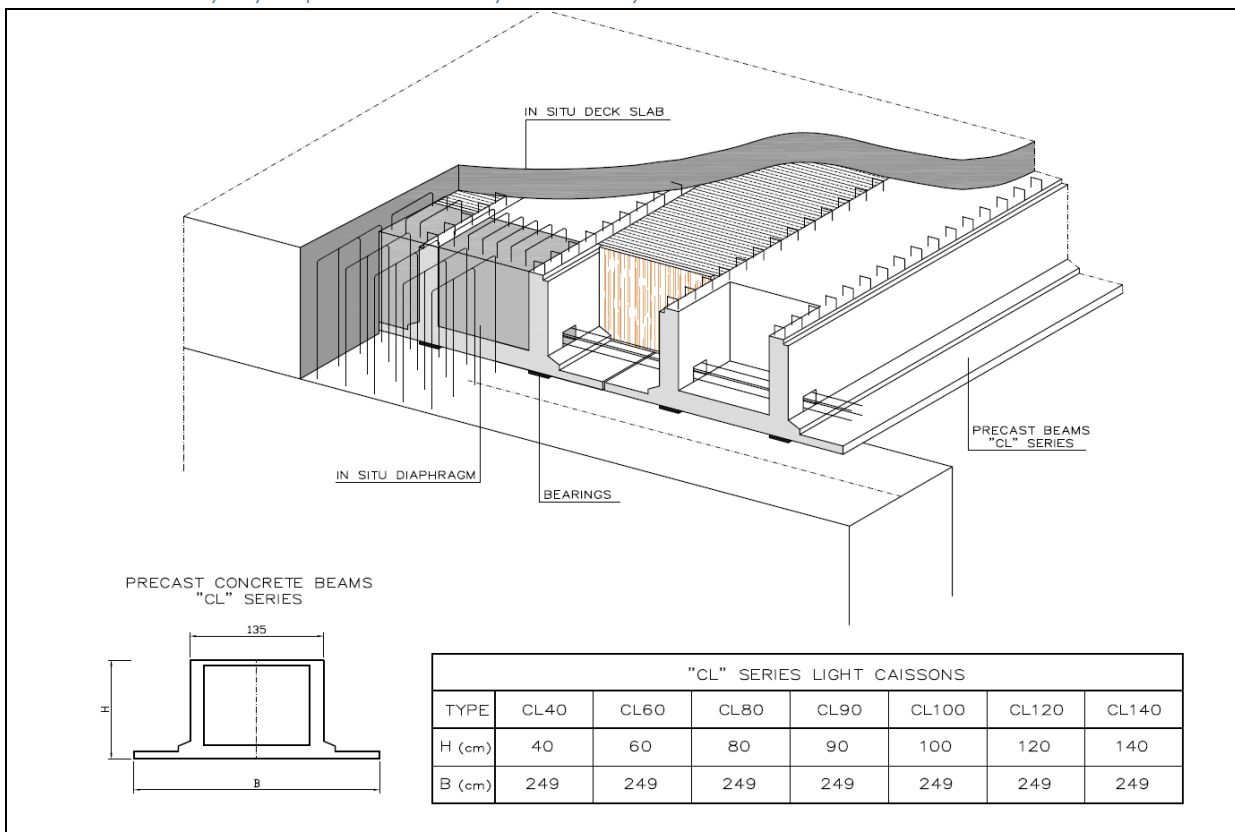 IN SITU DECK SLAB
PRECAST BEAMS
"CL" SERIES
IN SITU DIAPHRAGM
BEARINGS
PRECAST CONCRETE BEAMS
"CL" SERIES
135
H
B
"CL" SERIES LIGHT CAISSONS
TYPE CL40 CL60 CL80 CL90 CL100 CL120 CL140
H (cm) 40 60 80 90 100 120 140
B (cm) 249 249 249 249 249 249 249